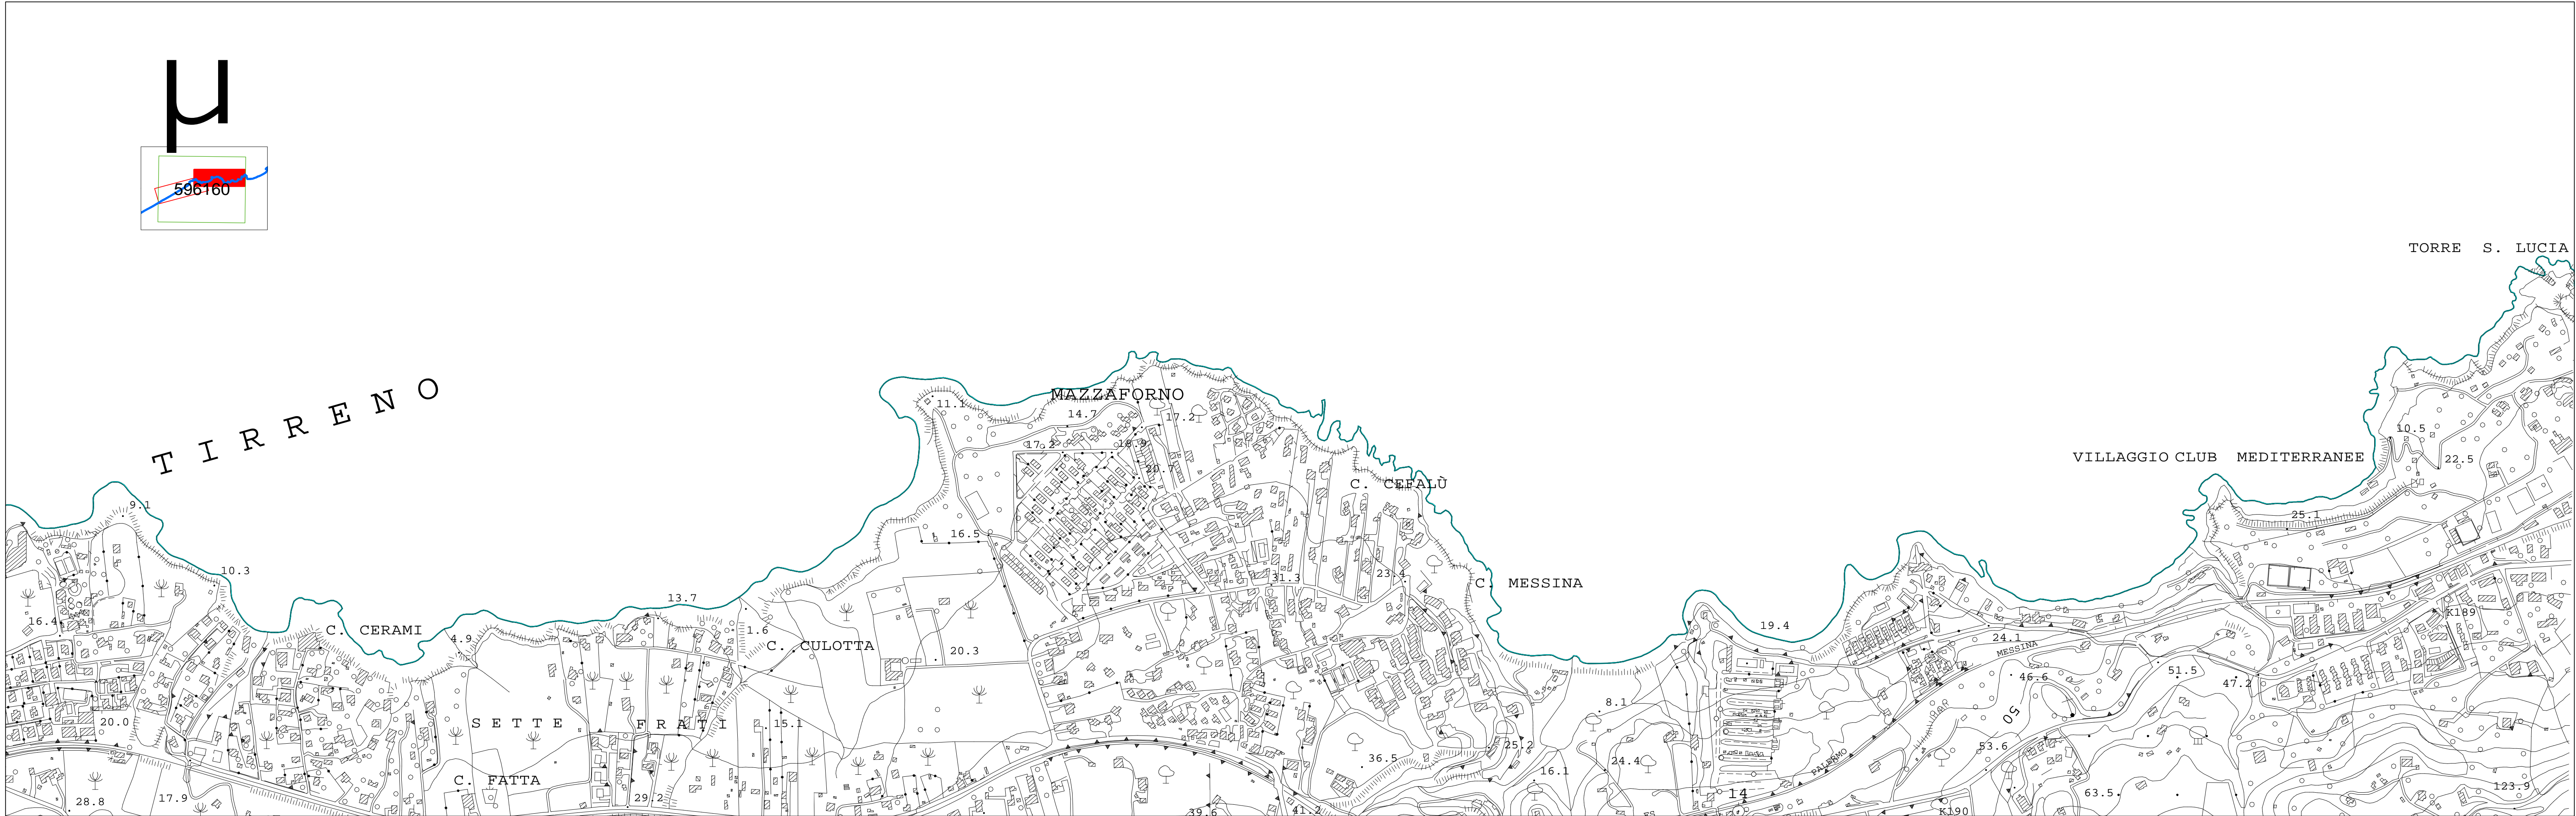 µ
596160
TORRE S. LUCIA
TIRRENO
MAZZAFORNO
11.1
14.7
17.2
17.2
18.9
20.7
10.5
22.5
VILLAGGIO CLUB MEDITERRANEE
C. CEFALÙ
9.1
25.1
16.5
10.3
31.3
23.4
C. MESSINA
13.7
16.4
C. CERAMI
4.9
1.6
C. CULOTTA
20.3
19.4
24.1
K189
MESSINA
46.6
51.5
47.2
8.1
50
20.0
SETTE FRATI
15.1
25.2
53.6
36.5
24.4
16.1
PALERMO
C. FATTA
28.8
17.9
29.2
14
63.5
123.9
39.6
41.2
K190